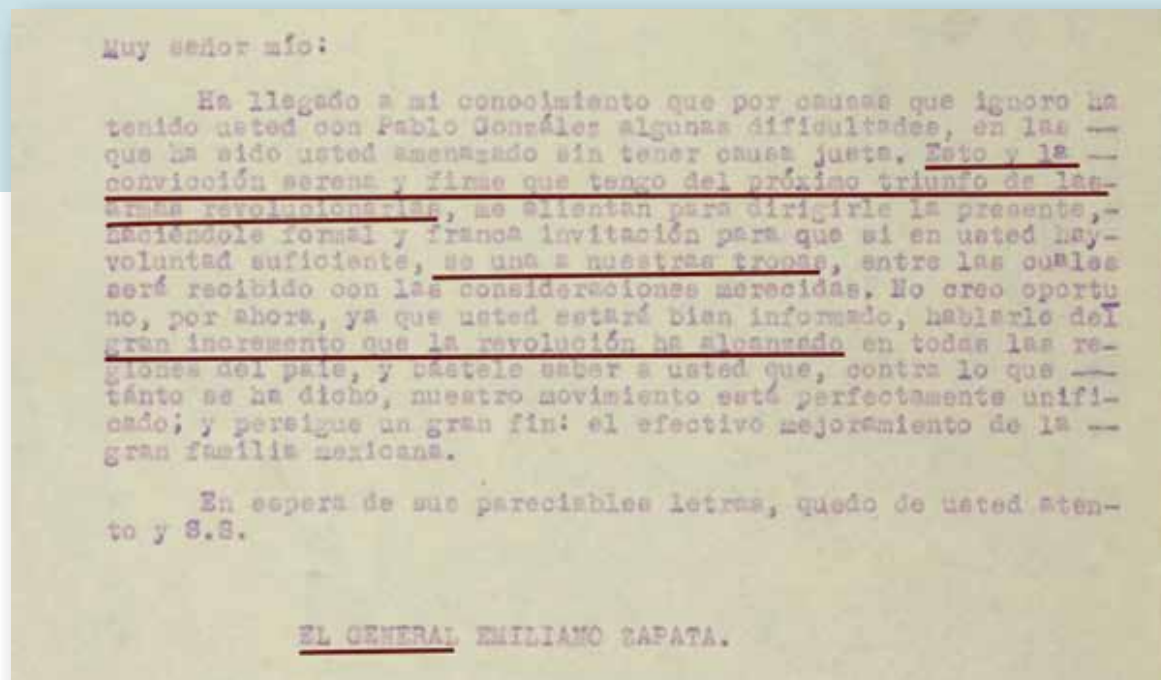 Muy señor mío:
Ha llegado a mi conocimiento que por causas que ignoro ha
tenido usted con Pablo González algunas dificultades, en las —
que ha sido usted amenazado sin tener causa justa. Esto y la —
convicción serena y firme que tengo del próximo triunfo de las-
armas revolucionarias, me alientan para dirigirle la presente,-
haciéndole formal y franca invitación para que si en usted hay-
voluntad suficiente, se una a nuestras tropas, entre las cuales
será recibido con las consideraciones merecidas. No creo oportu
no, por ahora, ya que usted estará bien informado, hablarle del
gran incremento que la revolución ha alcanzado en todas las re-
giones del país, y bástele saber a usted que, contra lo que —
tánto se ha dicho, nuestro movimiento está perfectamente unifi-
cado; y persigue un gran fin: el efectivo mejoramiento de la —
gran familia mexicana.
En espera de sus pareciables letras, quedo de usted aten-
to y S.S.
EL GENERAL EMILIANO ZAPATA.